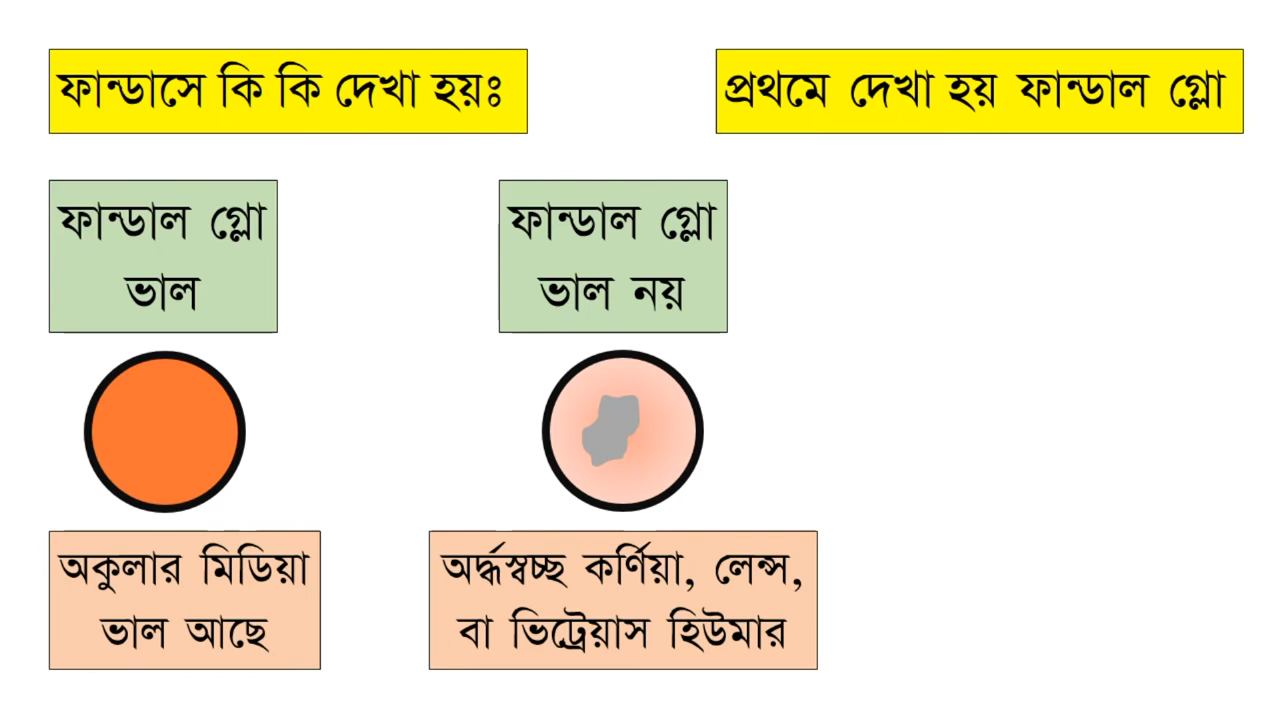 ফান্ডাসে কি কি দেখা হয়ঃ
প্রথমে দেখা হয় ফান্ডাল গ্লো
ফান্ডাল গ্লো
ভাল
ফান্ডাল গ্লো
ভাল নয়
অকুলার মিডিয়া
ভাল আছে
অর্দ্ধস্বচ্ছ কর্ণিয়া, লেন্স,
বা ভিট্রেয়াস হিউমার